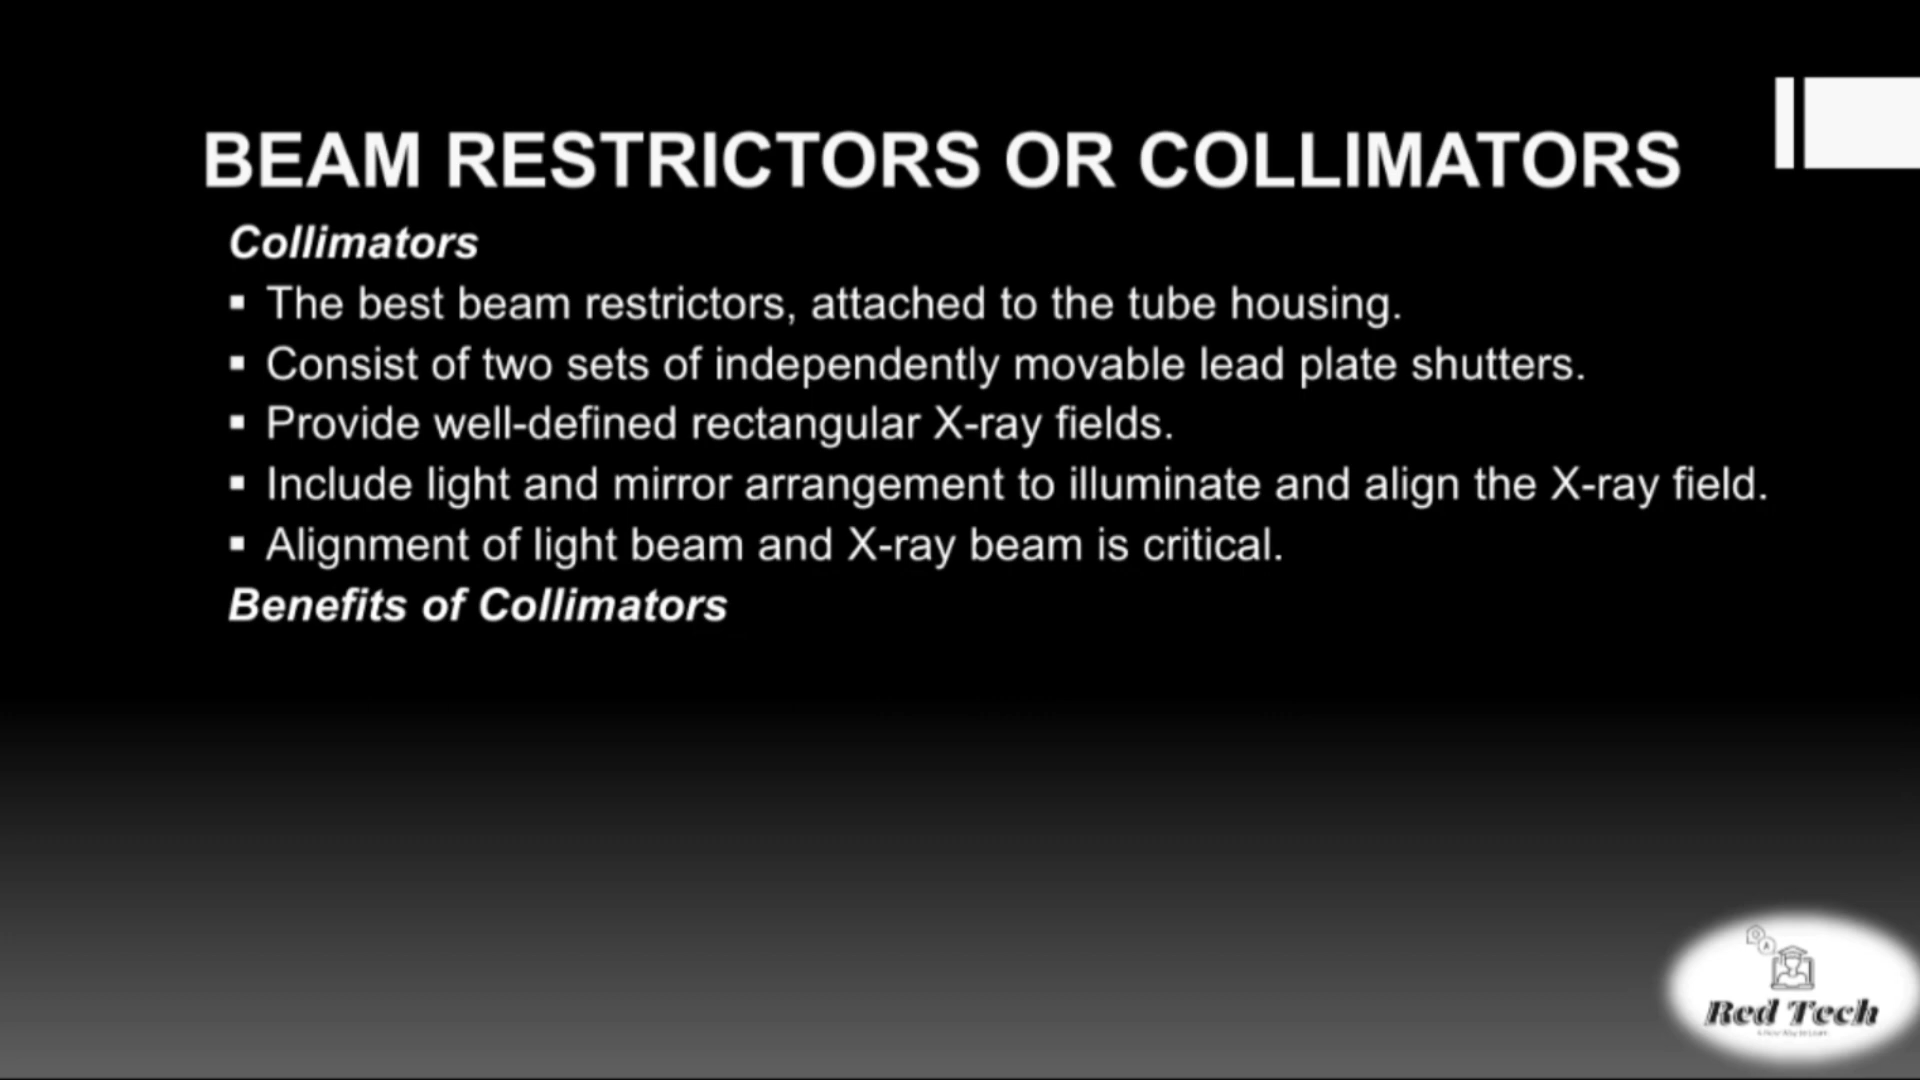 BEAM RESTRICTORS OR COLLIMATORS
Collimators
▪ The best beam restrictors, attached to the tube housing.
▪ Consist of two sets of independently movable lead plate shutters.
▪ Provide well-defined rectangular X-ray fields.
▪ Include light and mirror arrangement to illuminate and align the X-ray field.
▪ Alignment of light beam and X-ray beam is critical.
Benefits of Collimators
Red Tech